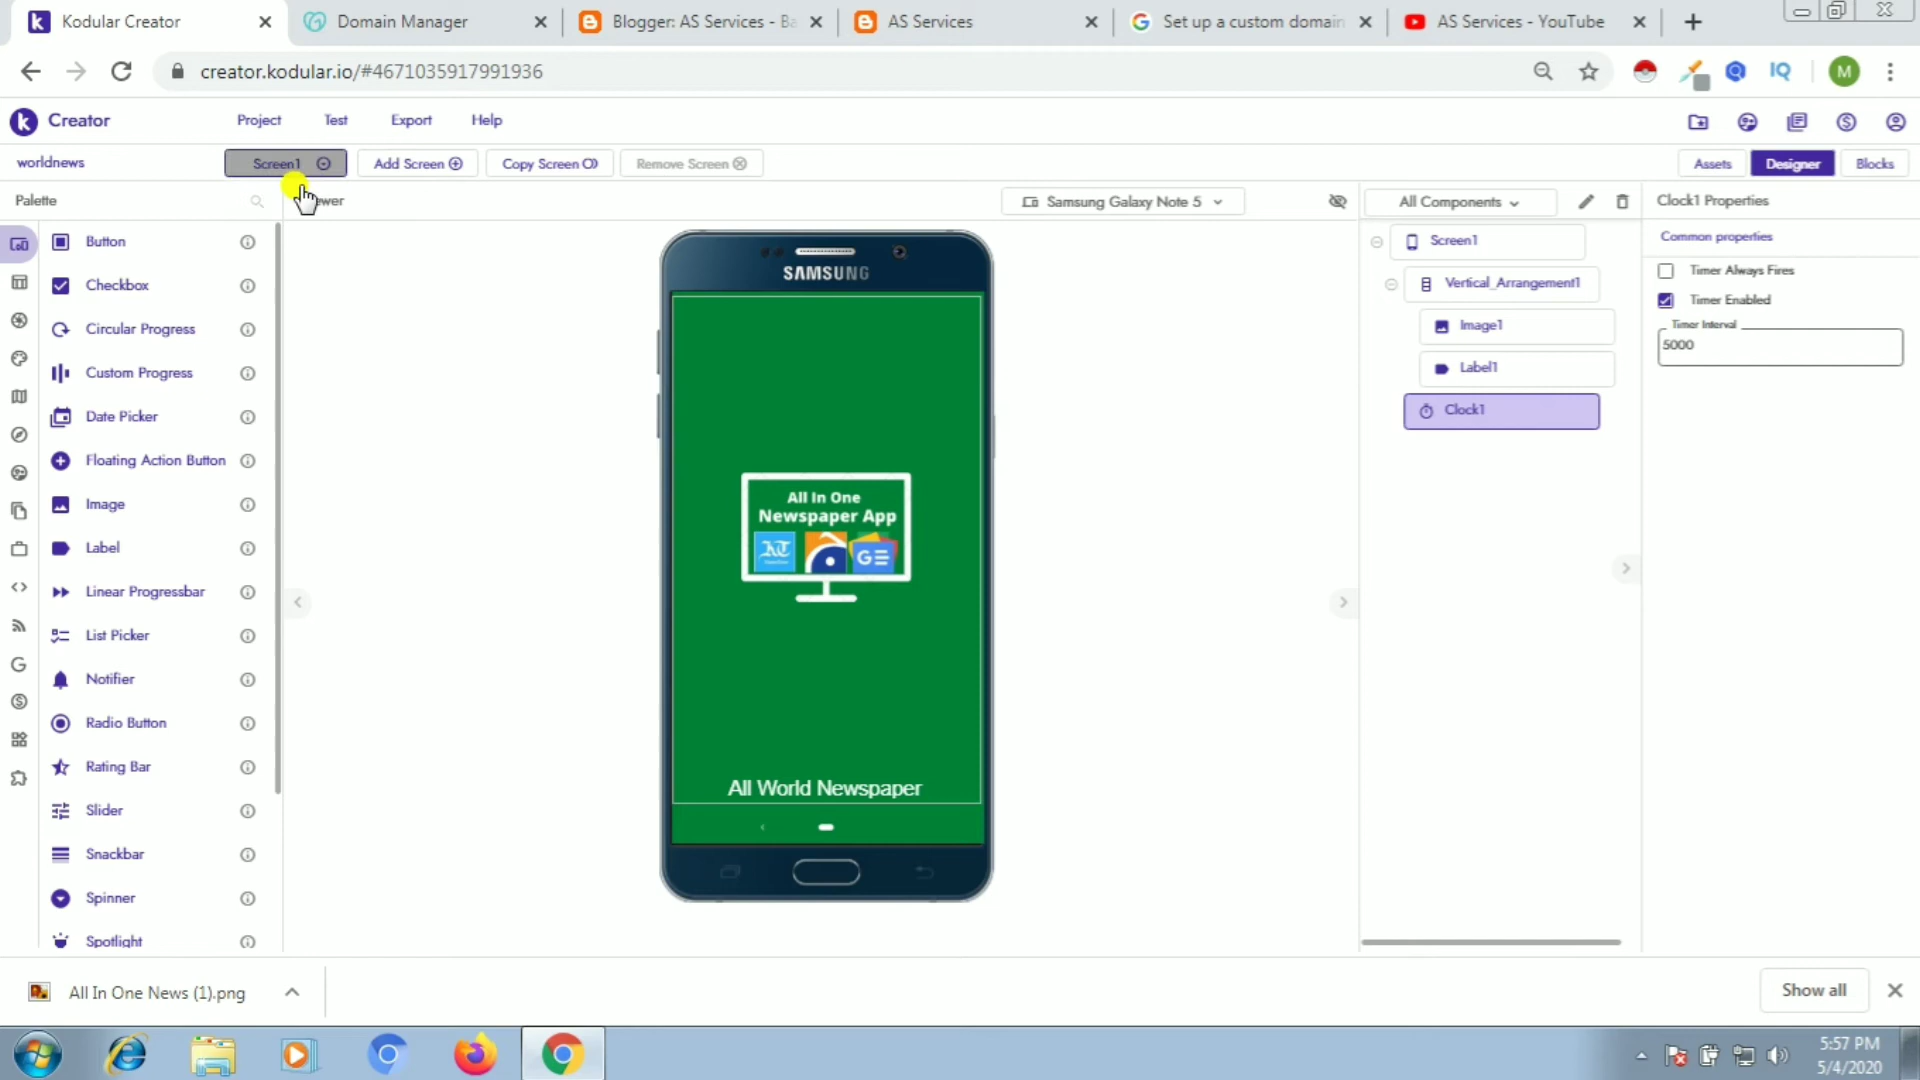 Kodular Creator
Domain Manager
Blogger: AS Services - Ba
AS Services
Set up a custom domain
AS Services - YouTube
creator.kodular.io/#4671035917991936
IQ
M
Creator
Project
Test
Export
Help
worldnews
Screen1
Add Screen
Copy Screen
Remove Screen
Assets
Designer
Blocks
Palette
ewer
Samsung Galaxy Note 5
All Components
Clock1 Properties
Button
Checkbox
Circular Progress
Custom Progress
Date Picker
Floating Action Button
Image
Label
Linear Progressbar
List Picker
Notifier
Radio Button
Rating Bar
Slider
Snackbar
Spinner
Spotlight
SAMSUNG
All In One
Newspaper App
All World Newspaper
Screen1
Vertical_Arrangement1
Image1
Label1
Clock1
Common properties
Timer Always Fires
Timer Enabled
Timer Interval
5000
All In One News (1).png
Show all
5:57 PM
5/4/2020